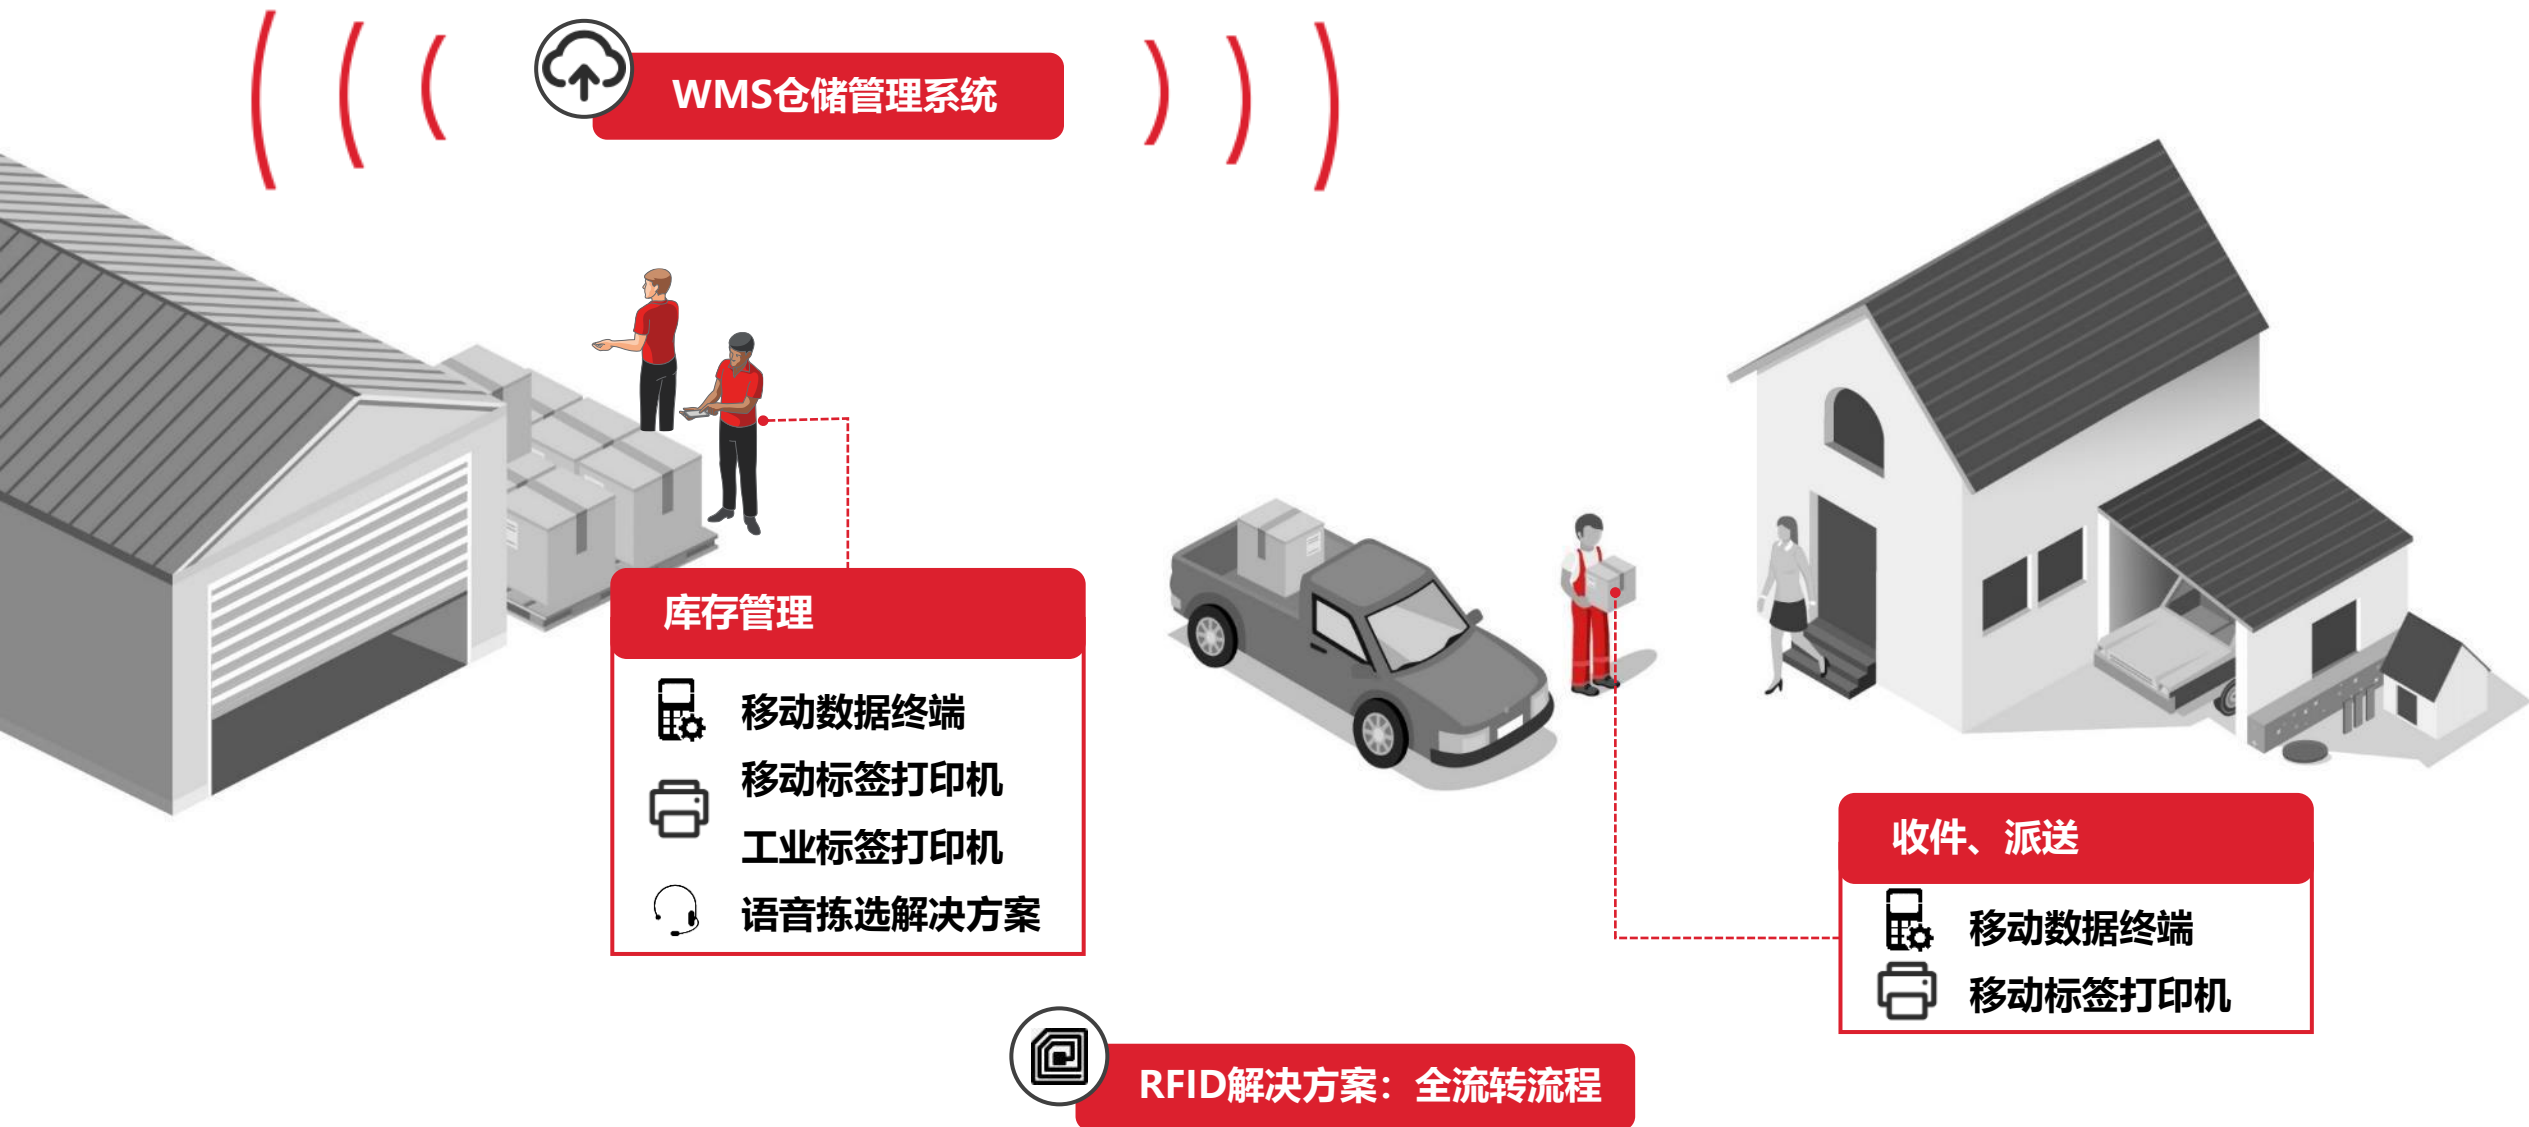 WMS仓储管理系统
库存管理
移动数据终端
移动标签打印机
工业标签打印机
语音拣选解决方案
收件、派送
移动数据终端
移动标签打印机
RFID解决方案：全流转流程